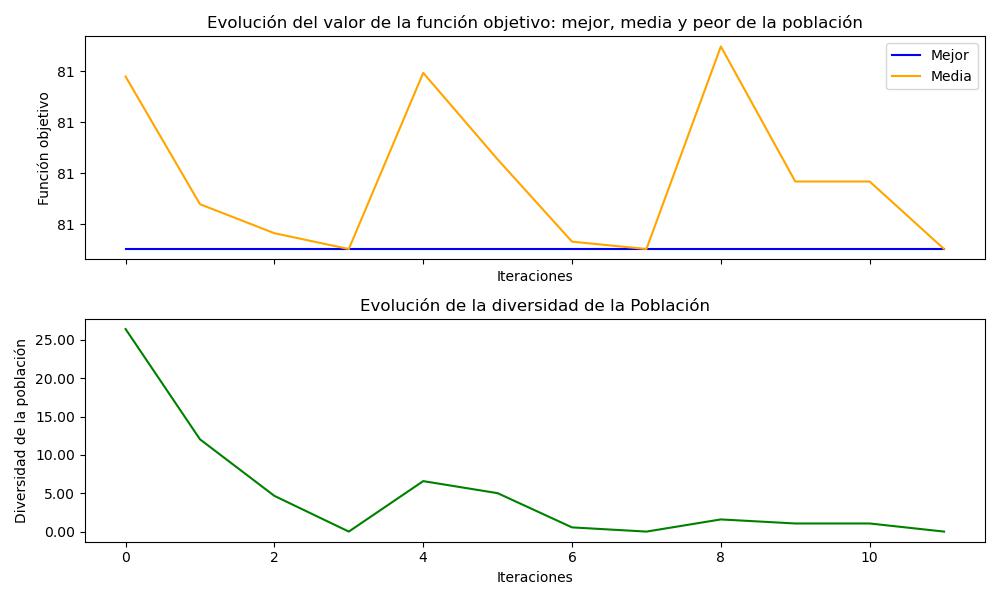 Evolución del valor de la función objetivo: mejor, media y peor de la población
Función objetivo
81
81
81
81
Mejor
Media
Iteraciones
Evolución de la diversidad de la Población
Diversidad de la población
25.00
20.00
15.00
10.00
5.00
0.00
0 2 4 6 8 10
Iteraciones